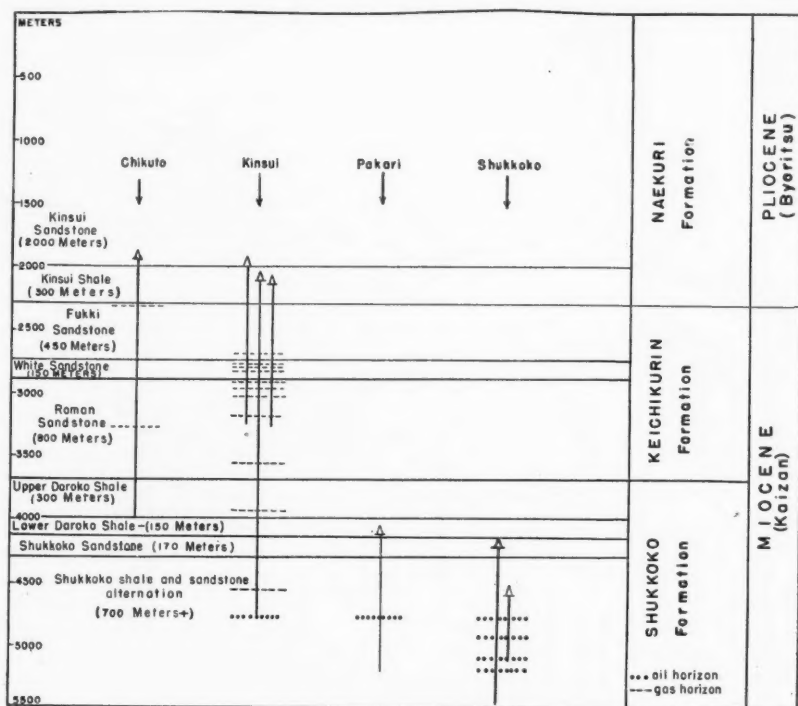 METERS
500
1000
Chikuto
Kinsui
Pakari
Shukkoko
1500
Kinsui
Sandstone
(2000 Meters)
2000
Kinsui Shale
(300 Meters)
Fukki
2500
Sandstone
(450 Meters)
White Sandstone
(150 METERS)
3000
Roman
Sandstone
(800 Meters)
3500
Upper Daroko Shale
(300 Meters)
4000
Lower Daroko Shale-(150 Meters)
Shukkoko Sandstone (170 Meters)
4500
Shukkoko shale and sandstone
alternation
(700 Meters+)
5000
5500
NAEKURI
Formation
KEICHIKURIN
Formation
SHUKKOKO
Formation
PLIOCENE
(Byoritsu)
MIOCENE
(Kaizan)
oil horizon
gas horizon